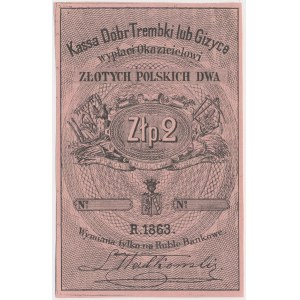 Kassa Dóbr Trembki lub Gizyce
wypłaci Okazicielowi
ZŁOTYCH POLSKICH DWA
Złp. 2
№ №
R. 1863.
Wymiana tylko na Ruble Bankowe.